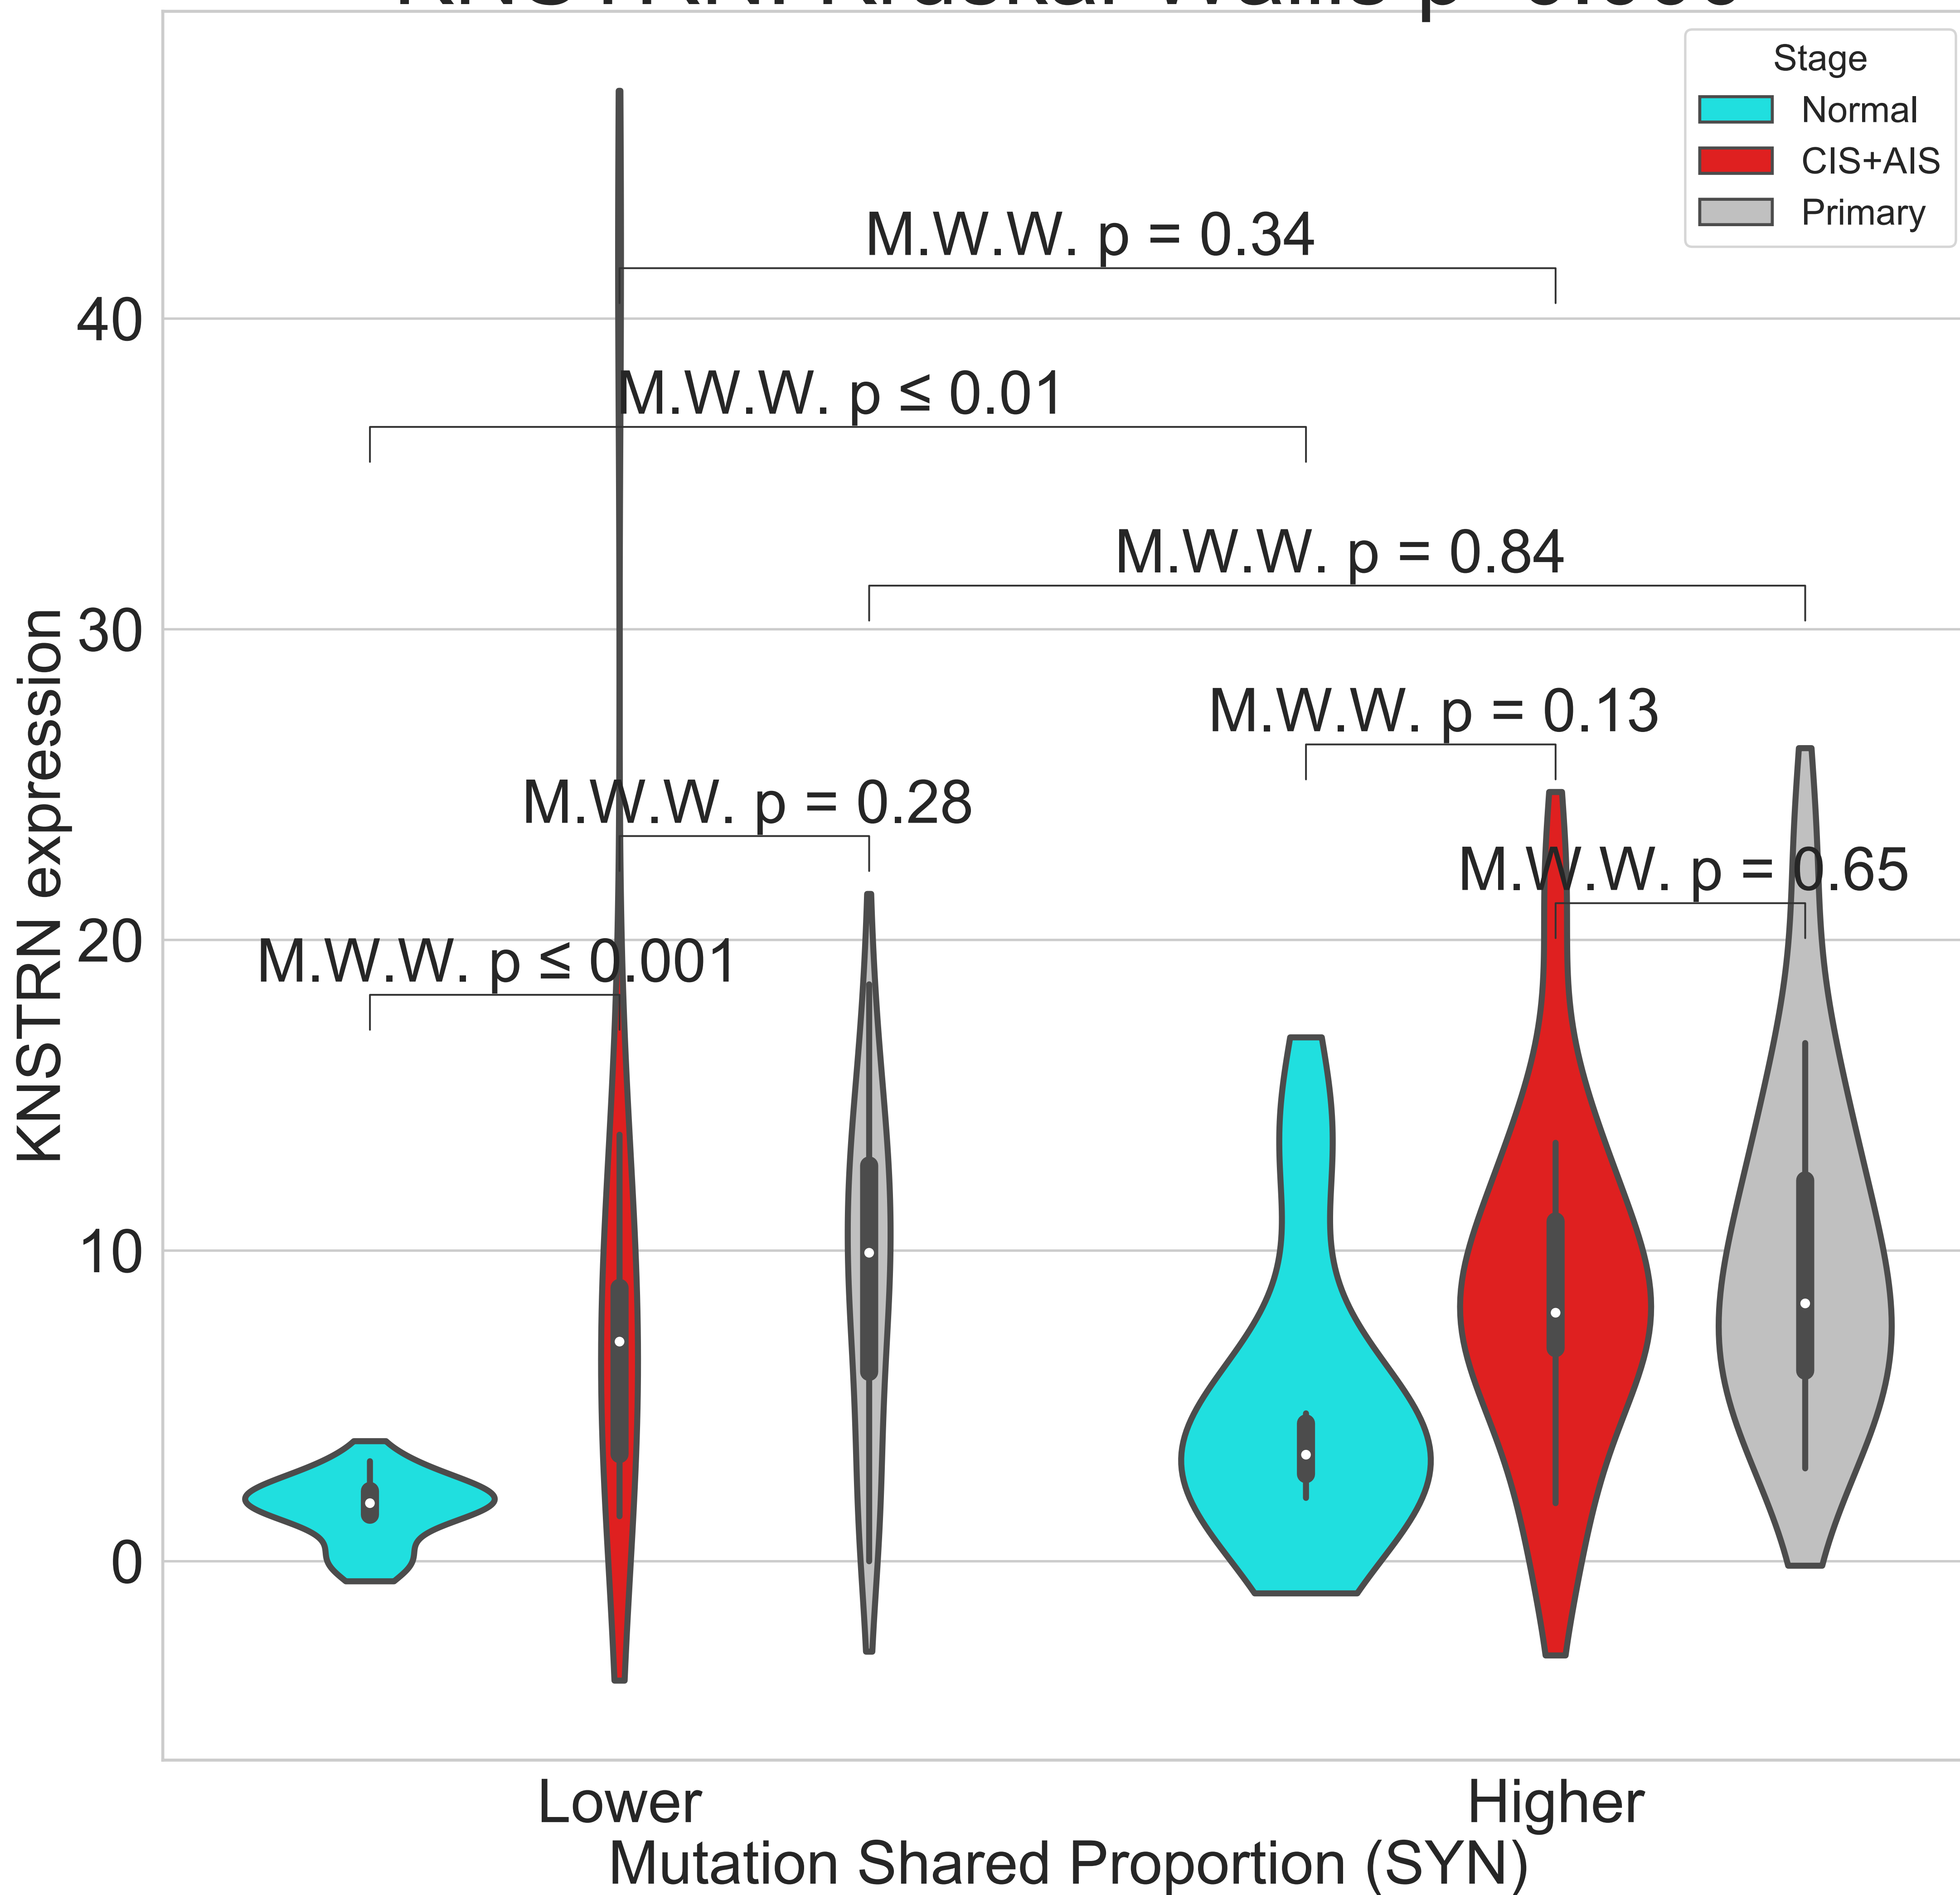 Stage
Normal
CIS+AIS
Primary
M.W.W. p = 0.34
40
M.W.W. p ≤ 0.01
M.W.W. p = 0.84
30
M.W.W. p = 0.13
M.W.W. p = 0.28
M.W.W. p = 0.65
20
M.W.W. p ≤ 0.001
KNSTRN expression
10
0
Lower
Higher
Mutation Shared Proportion (SYN)